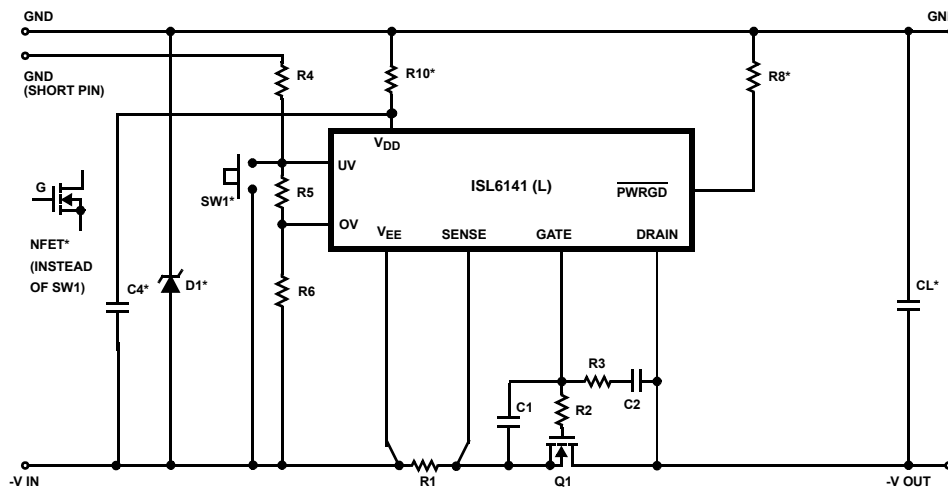 GND
GND
GND
(SHORT PIN)
R4
R10*
R8*
VDD
UV
ISL6141 (L)
PWRGD
G
SW1*
R5
OV
VEE
SENSE
GATE
DRAIN
NFET*
(INSTEAD
OF SW1)
C4*
D1*
R6
CL*
R3
C1
R2
C2
-V IN
R1
Q1
-V OUT